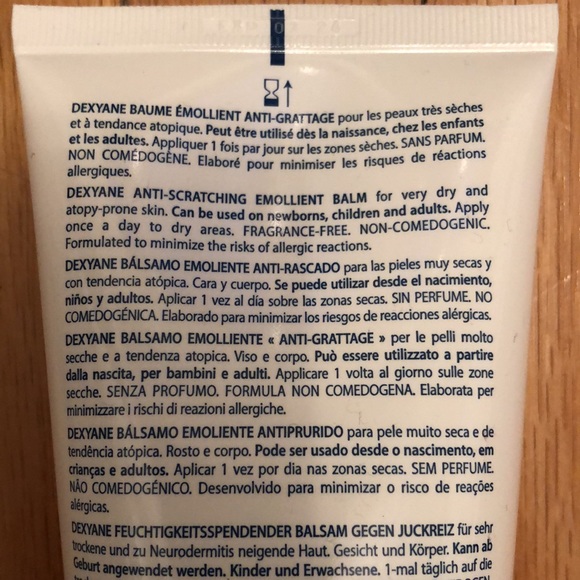 DEXYANE BAUME ÉMOLLIENT ANTI-GRATTAGE pour les peaux très sèches
et à tendance atopique. Peut être utilisé dès la naissance, chez les enfants
et les adultes. Appliquer 1 fois par jour sur les zones sèches. SANS PARFUM.
NON COMÉDOGÈNE. Elaboré pour minimiser les risques de réactions
allergiques.
DEXYANE ANTI-SCRATCHING EMOLLIENT BALM for very dry and
atopy-prone skin. Can be used on newborns, children and adults. Apply
once a day to dry areas. FRAGRANCE-FREE. NON-COMEDOGENIC.
Formulated to minimize the risks of allergic reactions.
DEXYANE BÁLSAMO EMOLIENTE ANTI-RASCADO para las pieles muy secas y
con tendencia atópica. Cara y cuerpo. Se puede utilizar desde el nacimiento,
niños y adultos. Aplicar 1 vez al día sobre las zonas secas. SIN PERFUME. NO
COMEDOGÉNICA. Elaborado para minimizar los riesgos de reacciones alérgicas.
DEXYANE BALSAMO EMOLLIENTE « ANTI-GRATTAGE » per le pelli molto
secche e a tendenza atopica. Viso e corpo. Può essere utilizzato a partire
dalla nascita, per bambini e adulti. Applicare 1 volta al giorno sulle zone
secche. SENZA PROFUMO. FORMULA NON COMEDOGENA. Elaborata per
minimizzare i rischi di reazioni allergiche.
DEXYANE BÁLSAMO EMOLIENTE ANTIPRURIDO para pele muito seca e de
tendência atópica. Rosto e corpo. Pode ser usado desde o nascimento, em
crianças e adultos. Aplicar 1 vez por dia nas zonas secas. SEM PERFUME.
NÃO COMEDOGÉNICO. Desenvolvido para minimizar o risco de reações
alérgicas.
DEXYANE FEUCHTIGKEITSSPENDENDER BALSAM GEGEN JUCKREIZ für sehr
trockene und zu Neurodermitis neigende Haut. Gesicht und Körper. Kann ab
Geburt angewendet werden. Kinder und Erwachsene. 1-mal täglich auf die